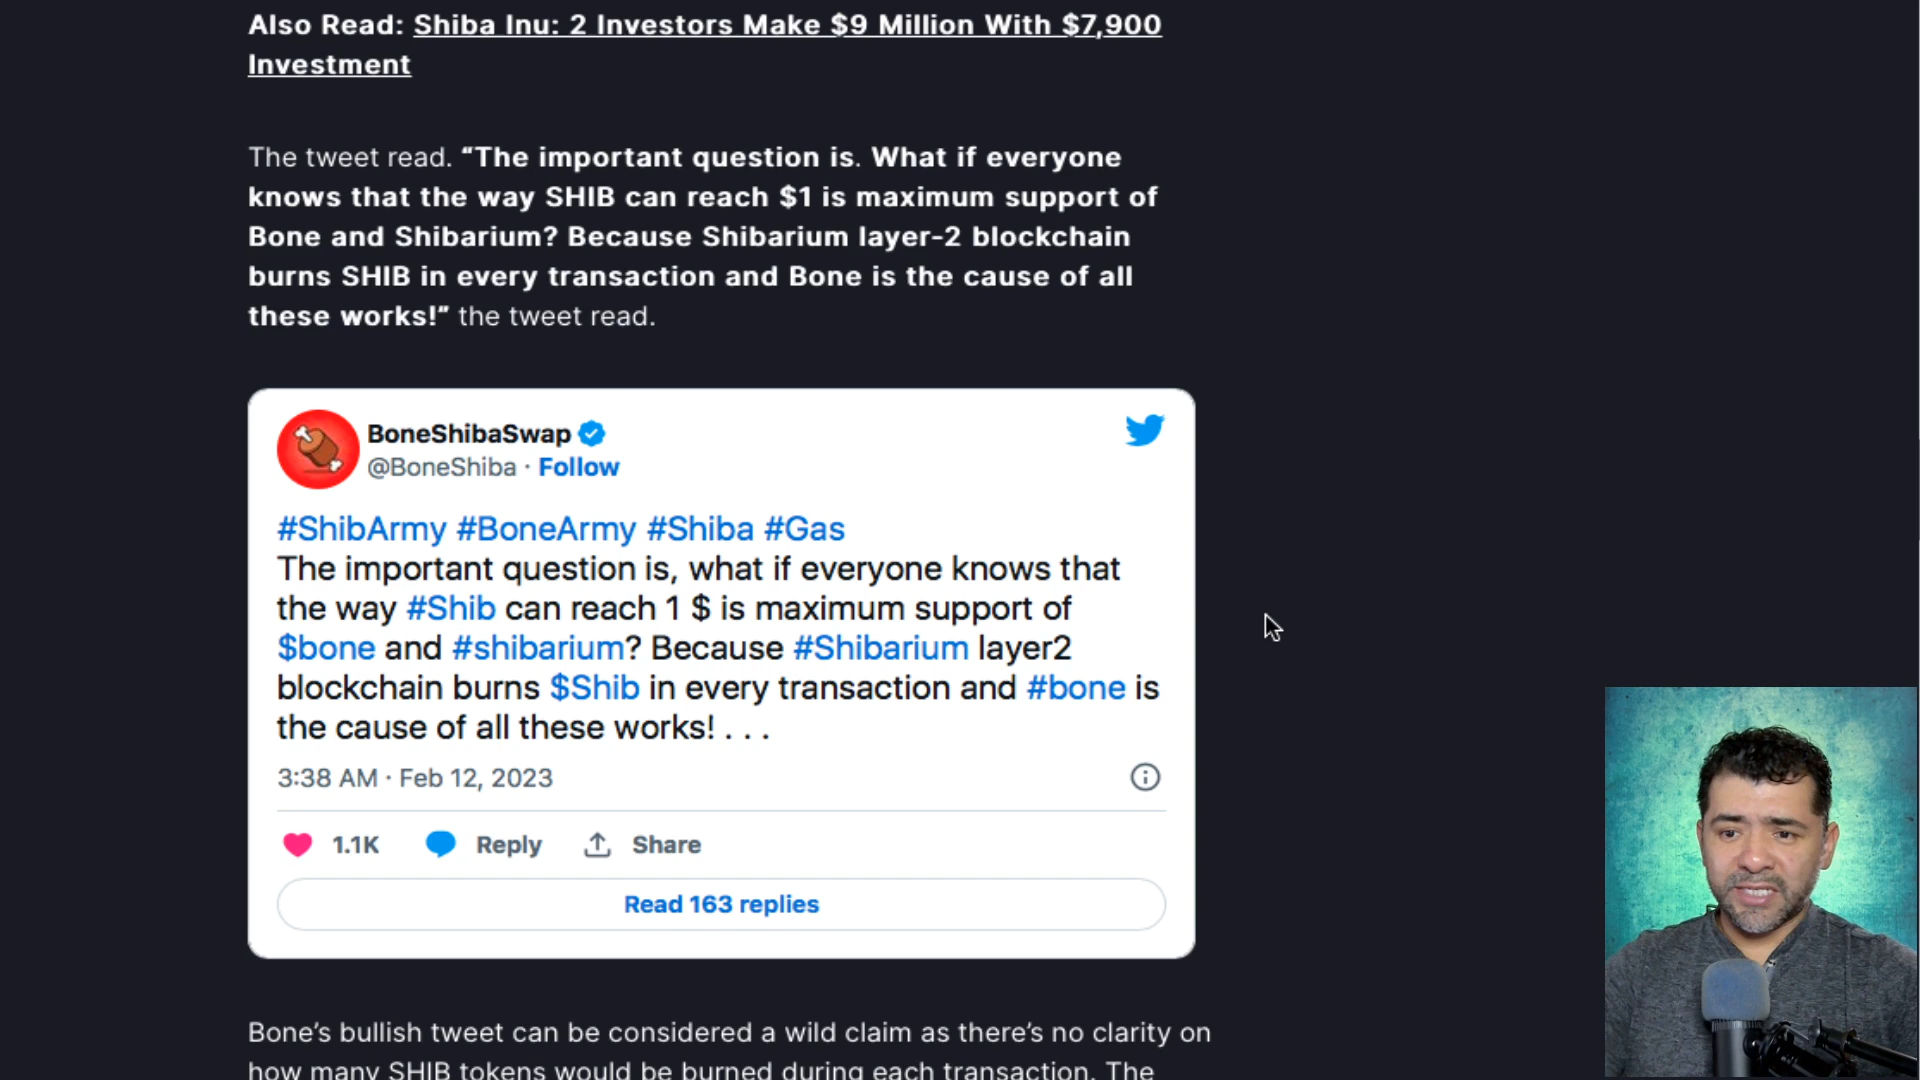 Also Read: Shiba Inu: 2 Investors Make $9 Million With $7,900
Investment
The tweet read. “The important question is. What if everyone
knows that the way SHIB can reach $1 is maximum support of
Bone and Shibarium? Because Shibarium layer-2 blockchain
burns SHIB in every transaction and Bone is the cause of all
these works!” the tweet read.
BoneShibaSwap
@BoneShiba · Follow
#ShibArmy #BoneArmy #Shiba #Gas
The important question is, what if everyone knows that
the way #Shib can reach 1 $ is maximum support of
$bone and #shibarium? Because #Shibarium layer2
blockchain burns $Shib in every transaction and #bone is
the cause of all these works! . . .
3:38 AM · Feb 12, 2023
1.1K Reply Share
Read 163 replies
Bone’s bullish tweet can be considered a wild claim as there’s no clarity on
how many SHIB tokens would be burned during each transaction. The